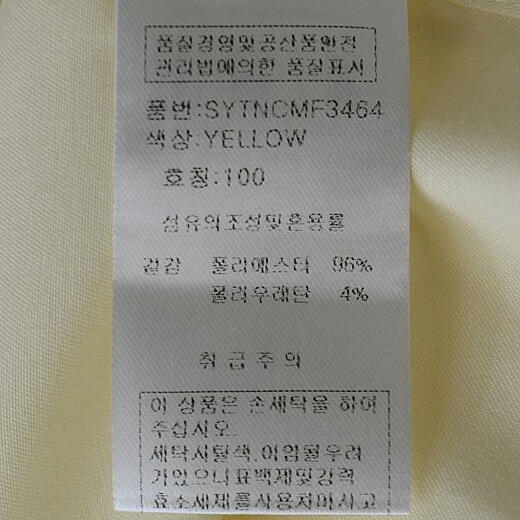 품질경영및공산품안전
관리법에의한 품질표시
품번:SYTNCMF3464
색상:YELLOW
호칭:100
섬유의조성및혼용률
겉감 폴리에스터 96%
폴리우레탄 4%
취급주의
이 상품은 손세탁을 하여
주십시오.
세탁시탈색,이염될우려
가있으니표백제및강력
효소세제를사용치마시고